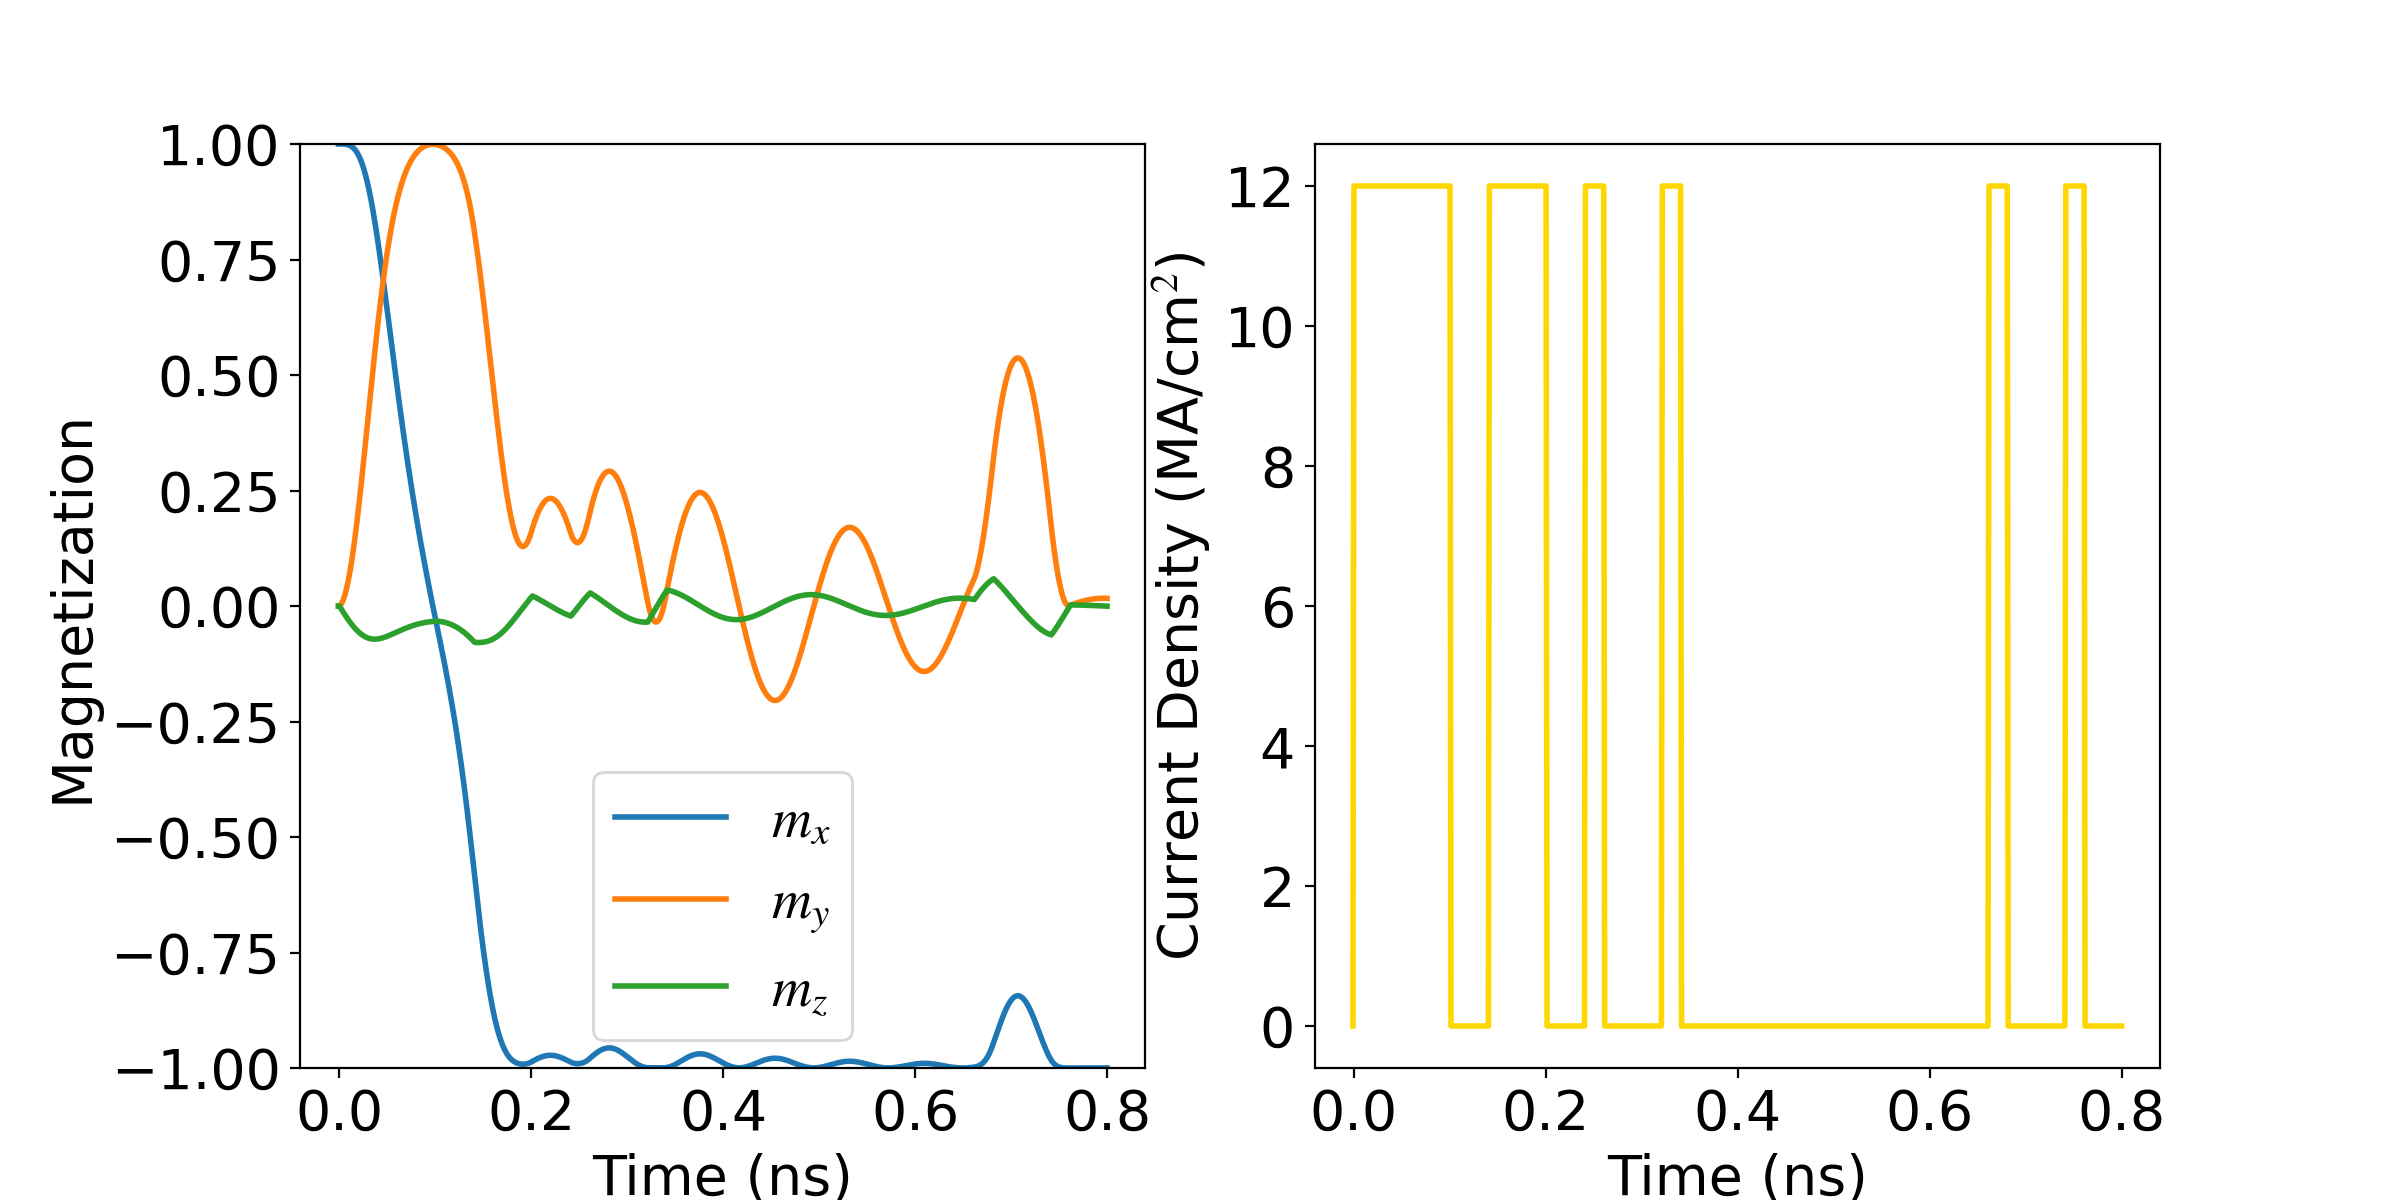 1.00
0.75
0.50
0.25
0.00
−0.25
−0.50
−0.75
−1.00
0.0 0.2 0.4 0.6 0.8
Time (ns)
Magnetization
m_x
m_y
m_z
12
10
8
6
4
2
0
0.0 0.2 0.4 0.6 0.8
Time (ns)
Current Density (MA/cm²)